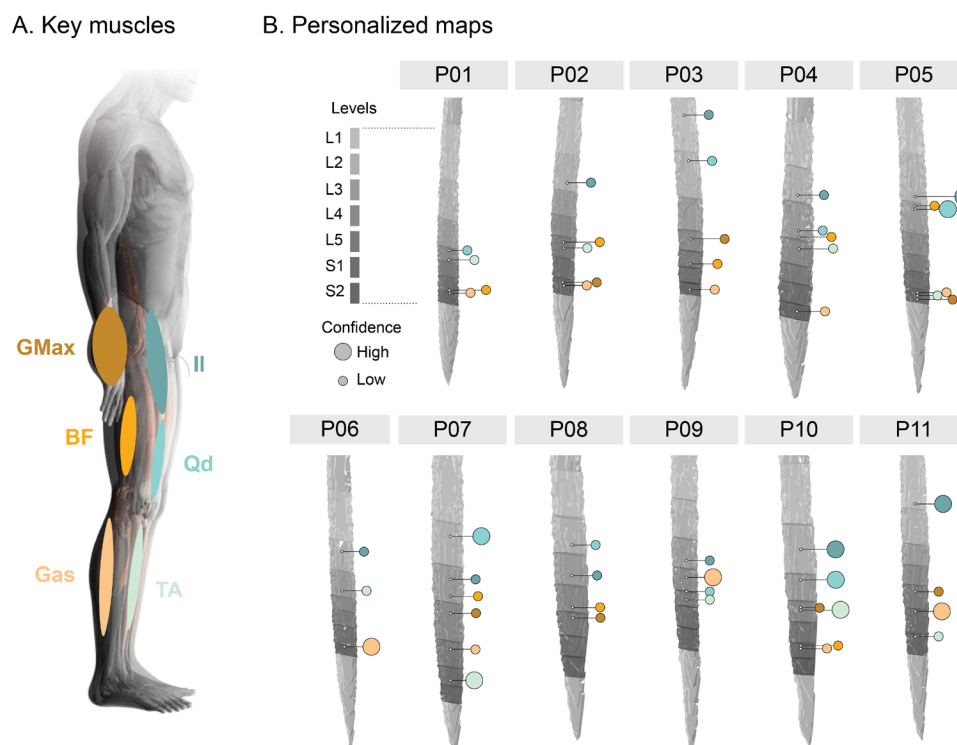 A. Key muscles
B. Personalized maps
P01
P02
P03
P04
P05
Levels
L1
L2
L3
L4
L5
S1
S2
Confidence
High
Low
GMax
Il
BF
Qd
Gas
TA
P06
P07
P08
P09
P10
P11